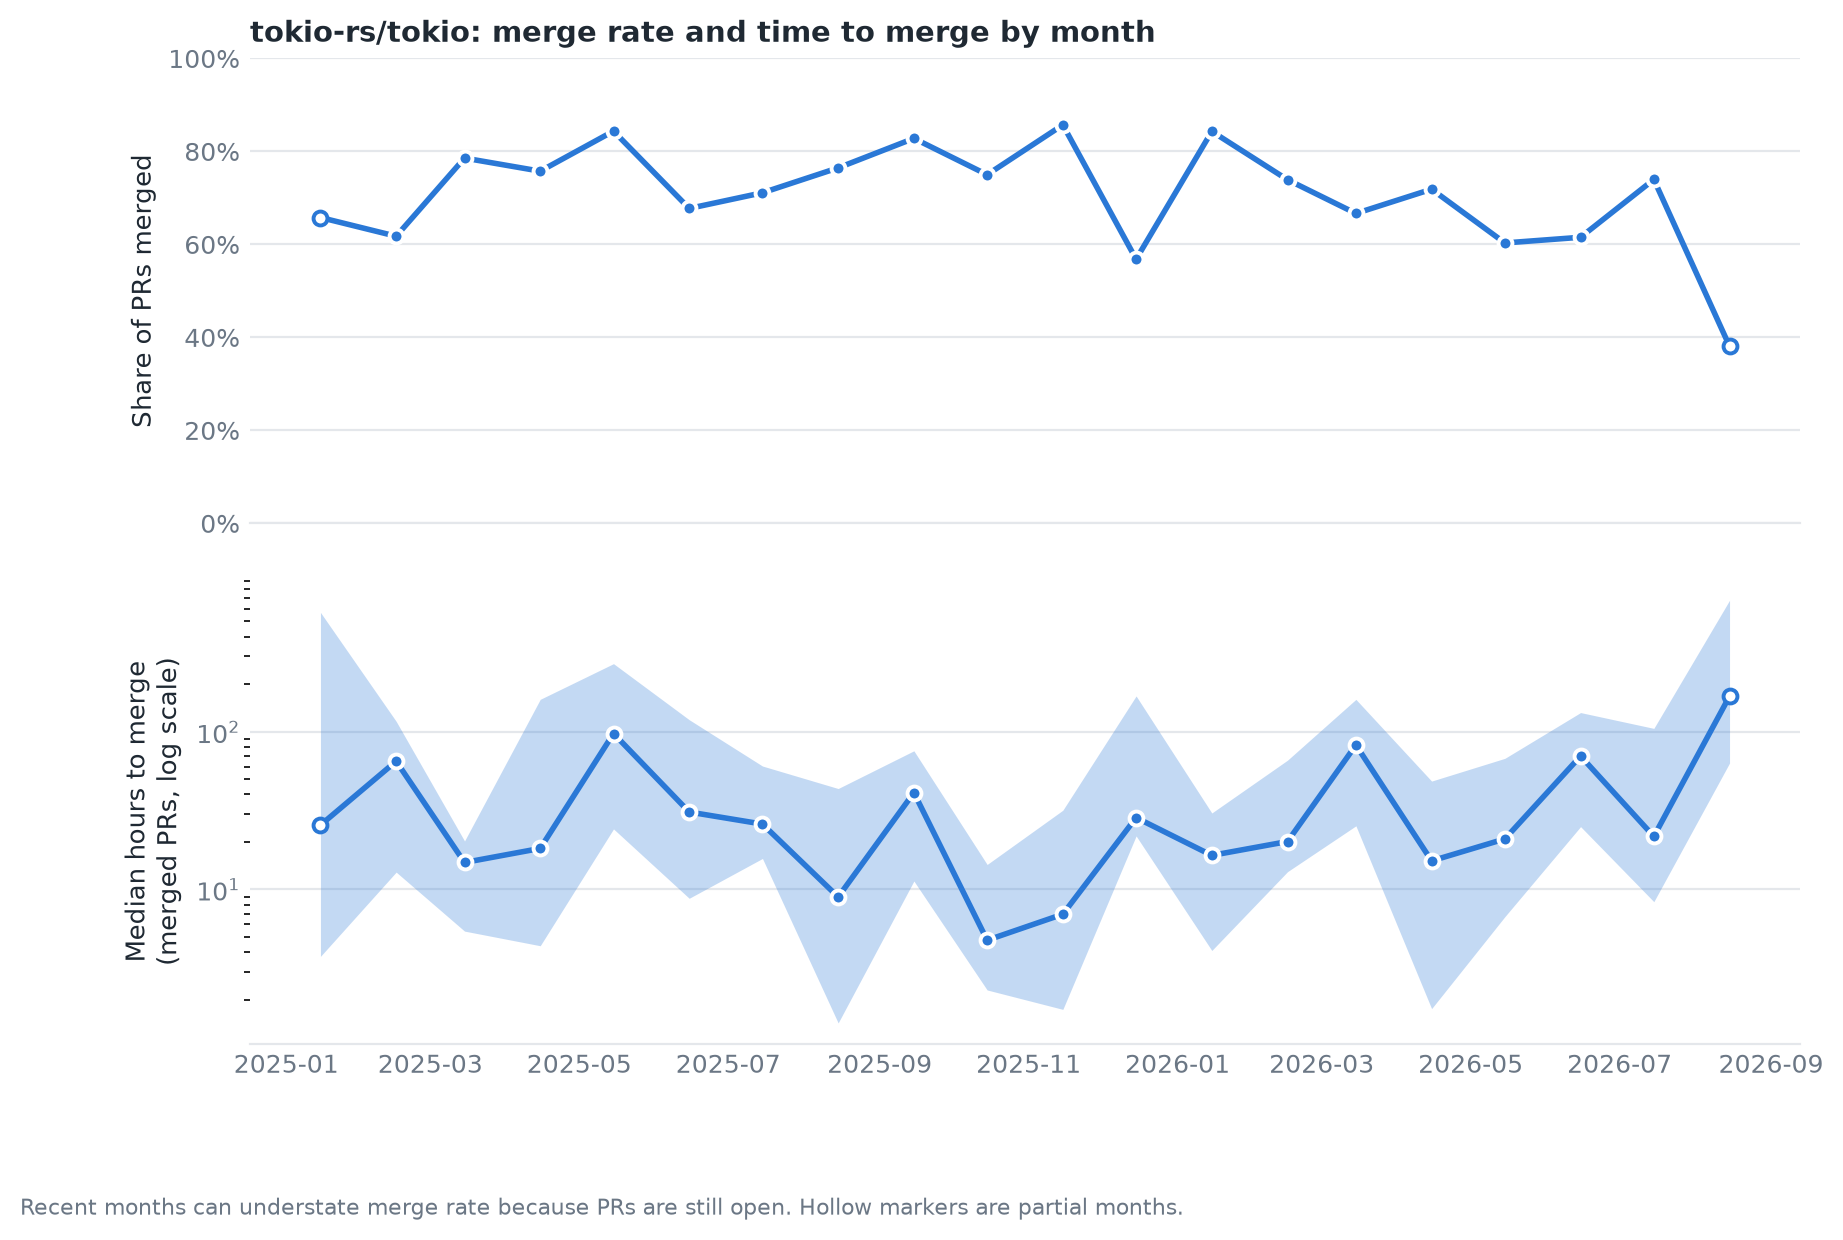 tokio-rs/tokio: merge rate and time to merge by month
100%
80%
60%
40%
20%
0%
Share of PRs merged
10²
10¹
Median hours to merge
(merged PRs, log scale)
2025-01 2025-03 2025-05 2025-07 2025-09 2025-11 2026-01 2026-03 2026-05 2026-07 2026-09
Recent months can understate merge rate because PRs are still open. Hollow markers are partial months.